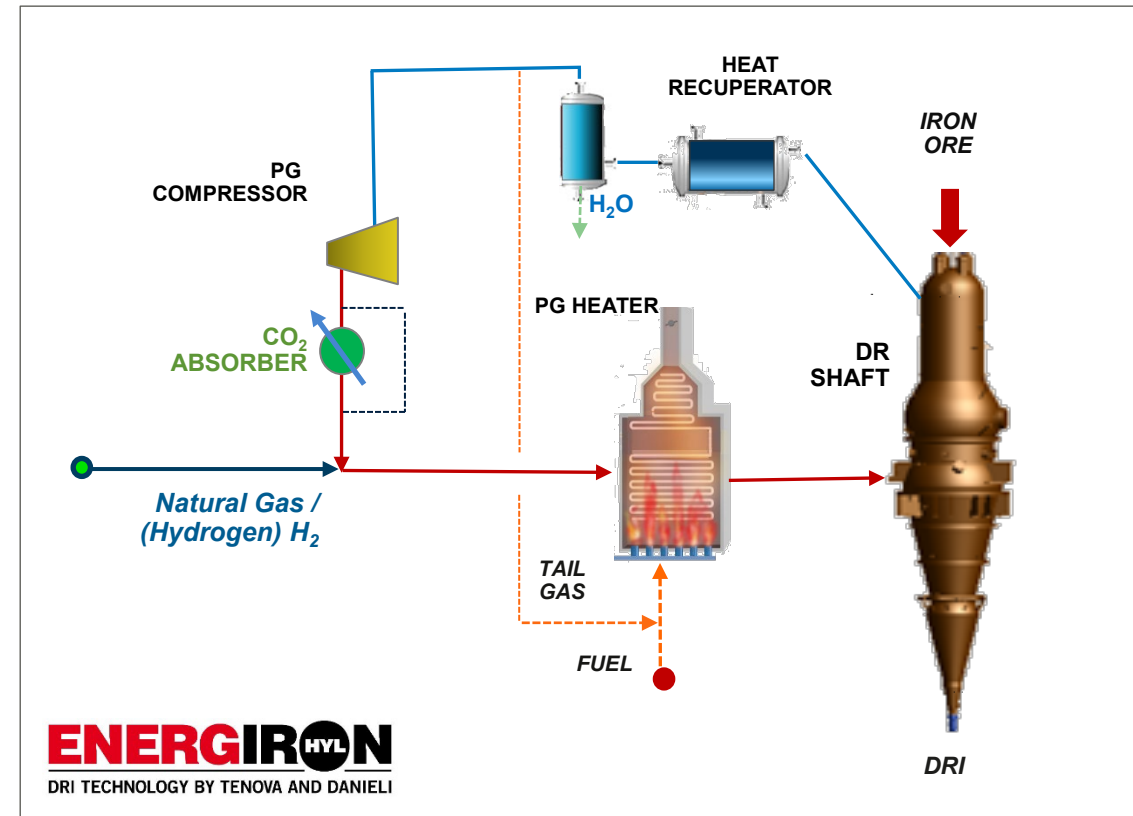 HEAT
RECUPERATOR
IRON
ORE
PG
COMPRESSOR
H₂O
PG HEATER
CO₂
ABSORBER
DR
SHAFT
Natural Gas /
(Hydrogen) H₂
TAIL
GAS
FUEL
ENERGIRON
HYL
DRI TECHNOLOGY BY TENOVA AND DANIELI
DRI